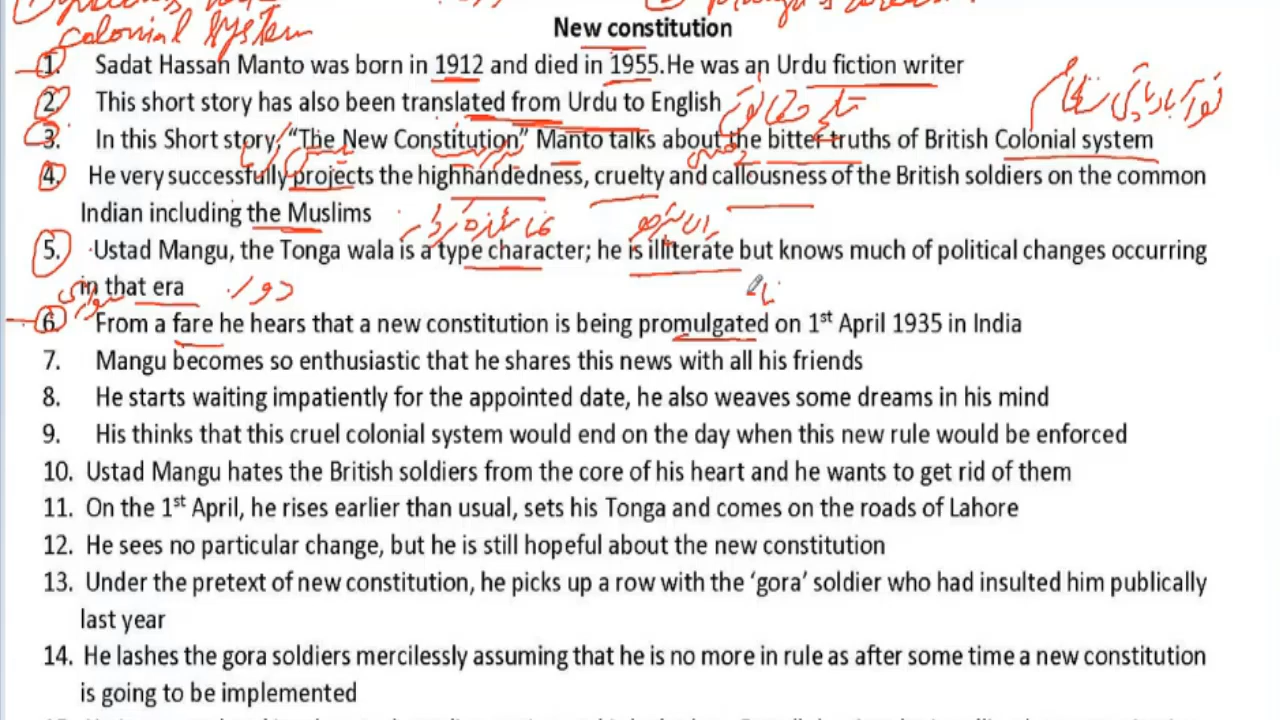 colonial system
New constitution
1. Sadat Hassan Manto was born in 1912 and died in 1955.He was an Urdu fiction writer
2. This short story has also been translated from Urdu to English
تلخ حقائق
نوآبادیاتی نظام
3. In this Short story, “The New Constitution” Manto talks about the bitter truths of British Colonial system
4. He very successfully projects the highhandedness, cruelty and callousness of the British soldiers on the common
Indian including the Muslims
ان پڑھ
5. Ustad Mangu, the Tonga wala is a type character; he is illiterate but knows much of political changes occurring
in that era
دور
سواری
6. From a fare he hears that a new constitution is being promulgated on 1st April 1935 in India
7. Mangu becomes so enthusiastic that he shares this news with all his friends
8. He starts waiting impatiently for the appointed date, he also weaves some dreams in his mind
9. His thinks that this cruel colonial system would end on the day when this new rule would be enforced
10. Ustad Mangu hates the British soldiers from the core of his heart and he wants to get rid of them
11. On the 1st April, he rises earlier than usual, sets his Tonga and comes on the roads of Lahore
12. He sees no particular change, but he is still hopeful about the new constitution
13. Under the pretext of new constitution, he picks up a row with the ‘gora’ soldier who had insulted him publically
last year
14. He lashes the gora soldiers mercilessly assuming that he is no more in rule as after some time a new constitution
is going to be implemented